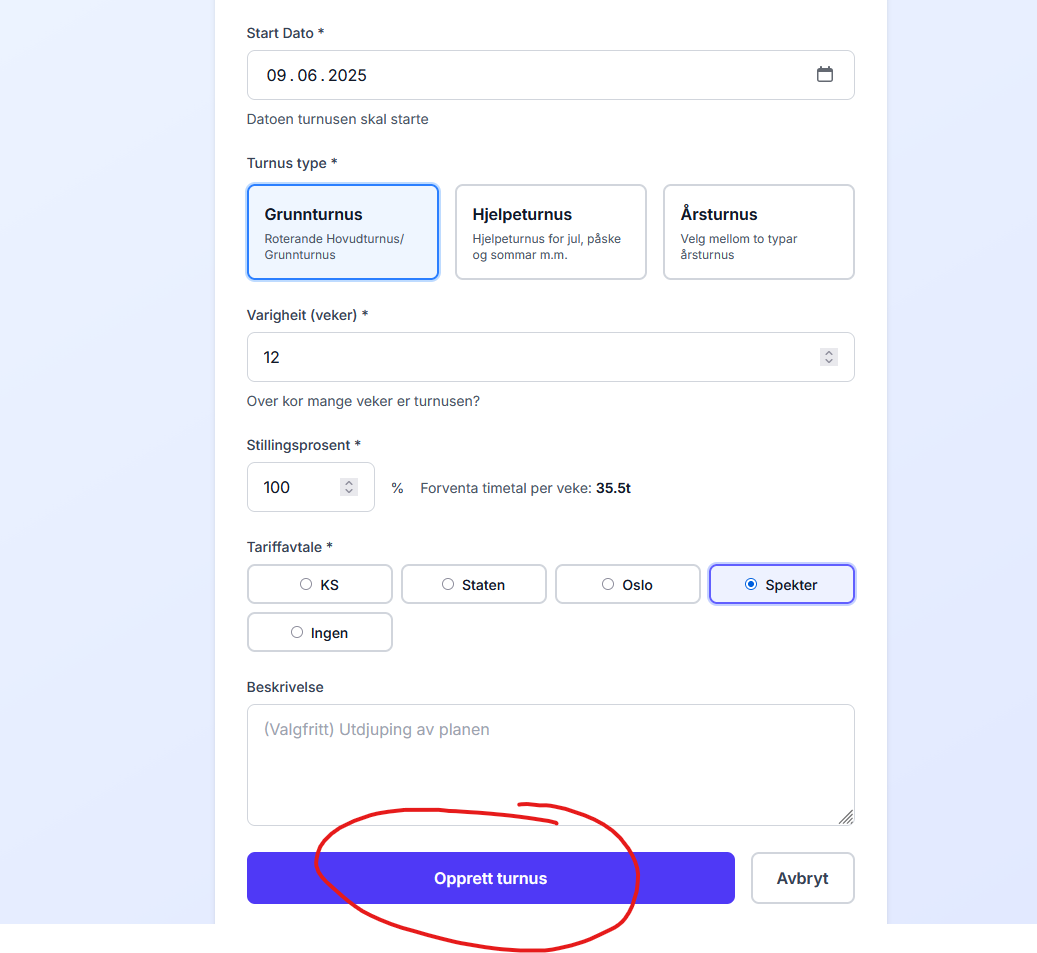 Start Dato *
09.06.2025
Datoen turnusen skal starte
Turnus type *
Grunnturnus
Roterande Hovudturnus/
Grunnturnus
Hjelpeturnus
Hjelpeturnus for jul, påske
og sommar m.m.
Årsturnus
Velg mellom to typar
årsturnus
Varigheit (veker) *
12
Over kor mange veker er turnusen?
Stillingsprosent *
100 % Forventa timetal per veke: 35.5t
Tariffavtale *
KS Staten Oslo Spekter
Ingen
Beskrivelse
(Valgfritt) Utdjuping av planen
Opprett turnus Avbryt